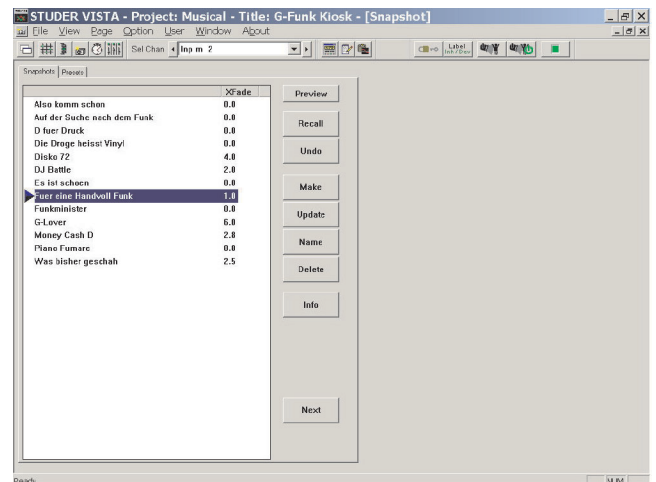 STUDER VISTA - Project: Musical - Title: G-Funk Kiosk - [Snapshot]
File View Page Option User Window About
Sel Chan Inp m 2 Label
Snapshots Presets
XFade Preview
Also komm schon 0.0
Auf der Suche nach dem Funk 0.0
D fuer Druck 0.0
Recall
Die Droge heisst Vinyl 0.0
Disko 72 4.0
Undo
DJ Battle 2.0
Es ist schoen 0.0
Make
Fuer eine Handvoll Funk 1.0
Funkminister 0.0
Update
G-Lover 6.0
Money Cash D 2.8
Name
Piano Fumare 0.0
Was bisher geschah 2.5
Delete
Info
Next
Ready NUM